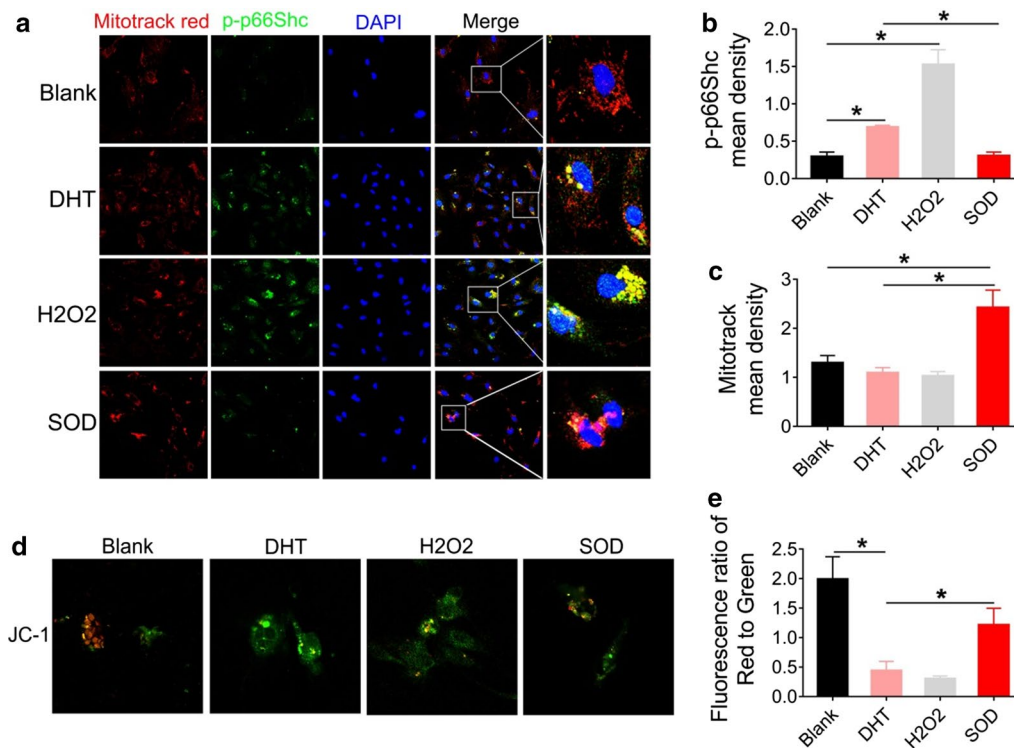 a
Mitotrack red p-p66Shc DAPI Merge
Blank
DHT
H2O2
SOD
b
p-p66Shc
mean density
2.0
1.5
1.0
0.5
0.0
* * *
Blank DHT H2O2 SOD
c
Mitotrack
mean density
3
2
1
0
* *
Blank DHT H2O2 SOD
d
Blank DHT H2O2 SOD
JC-1
e
Fluorescence ratio of
Red to Green
2.5
2.0
1.5
1.0
0.5
0.0
* *
Blank DHT H2O2 SOD